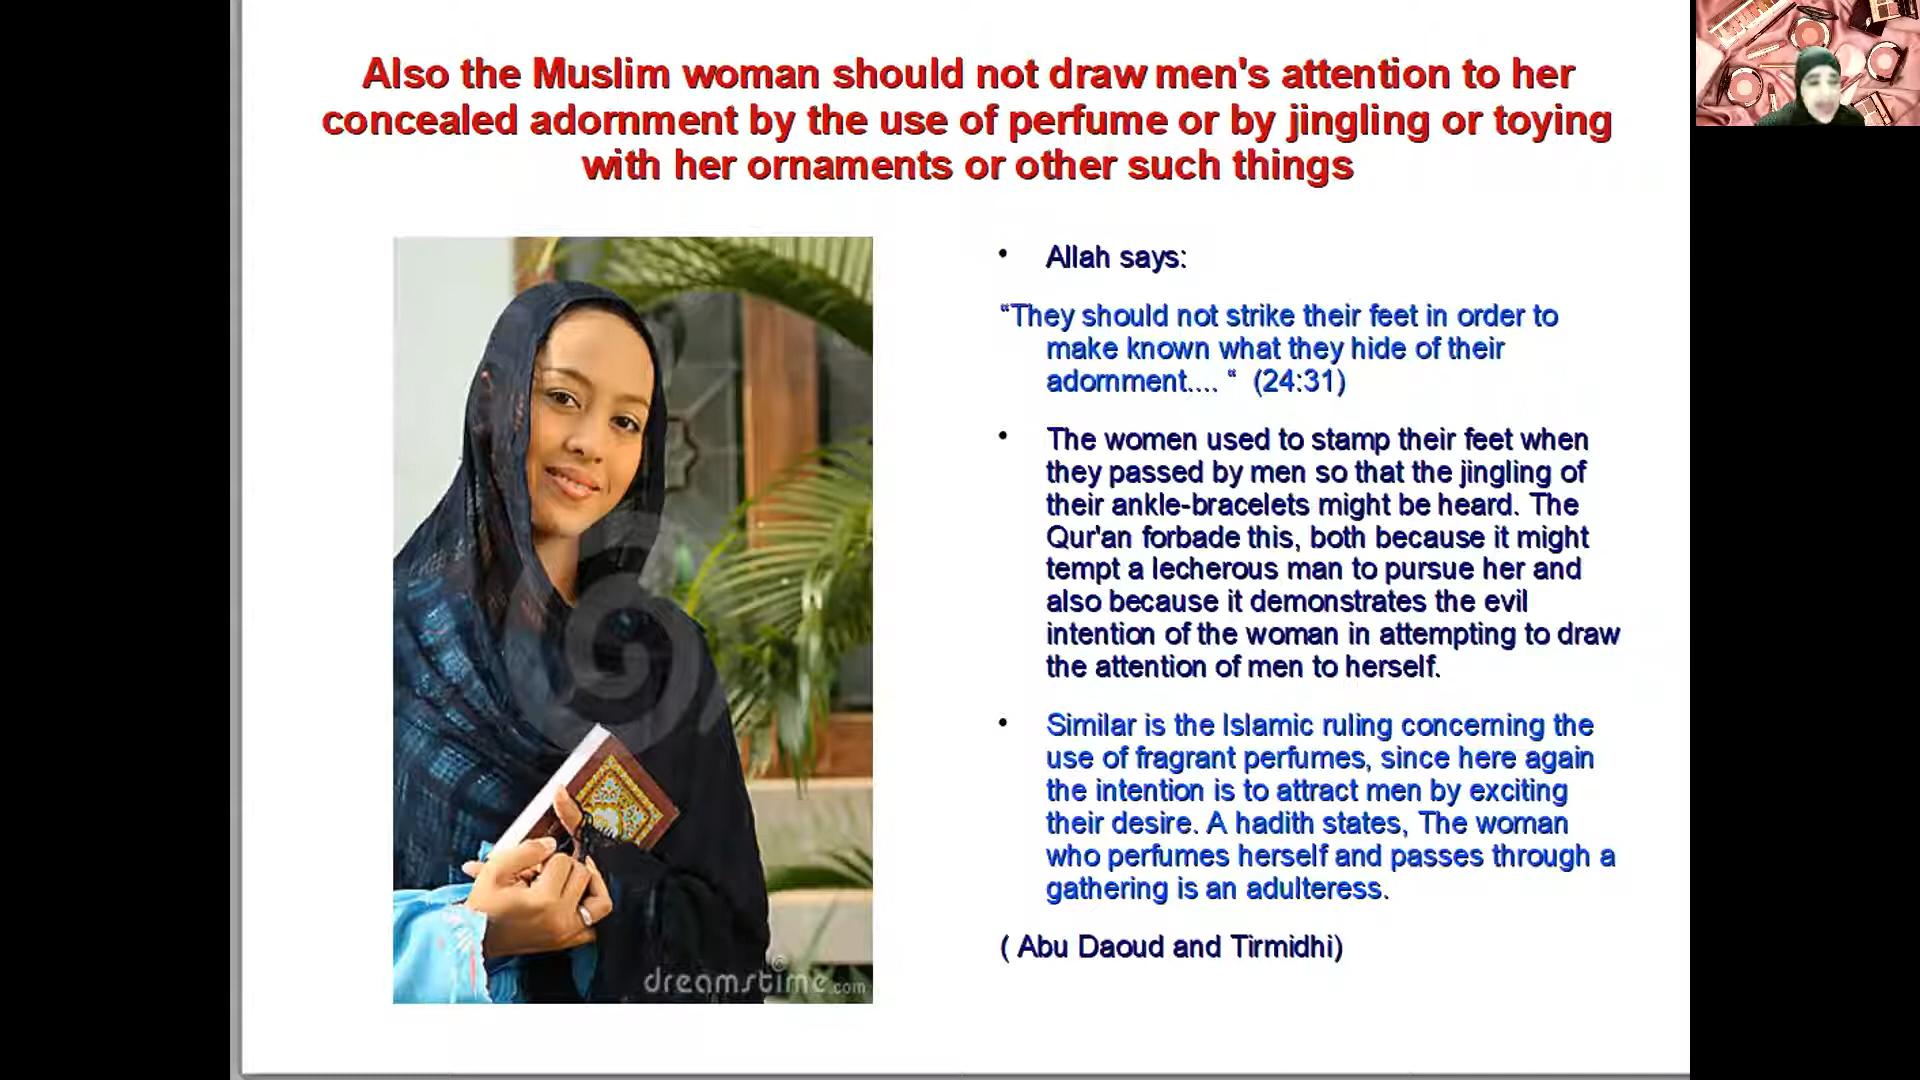 Also the Muslim woman should not draw men's attention to her
concealed adornment by the use of perfume or by jingling or toying
with her ornaments or other such things
• Allah says:
“They should not strike their feet in order to
make known what they hide of their
adornment.... “ (24:31)
• The women used to stamp their feet when
they passed by men so that the jingling of
their ankle-bracelets might be heard. The
Qur'an forbade this, both because it might
tempt a lecherous man to pursue her and
also because it demonstrates the evil
intention of the woman in attempting to draw
the attention of men to herself.
• Similar is the Islamic ruling concerning the
use of fragrant perfumes, since here again
the intention is to attract men by exciting
their desire. A hadith states, The woman
who perfumes herself and passes through a
gathering is an adulteress.
( Abu Daoud and Tirmidhi)
dreamstime.com